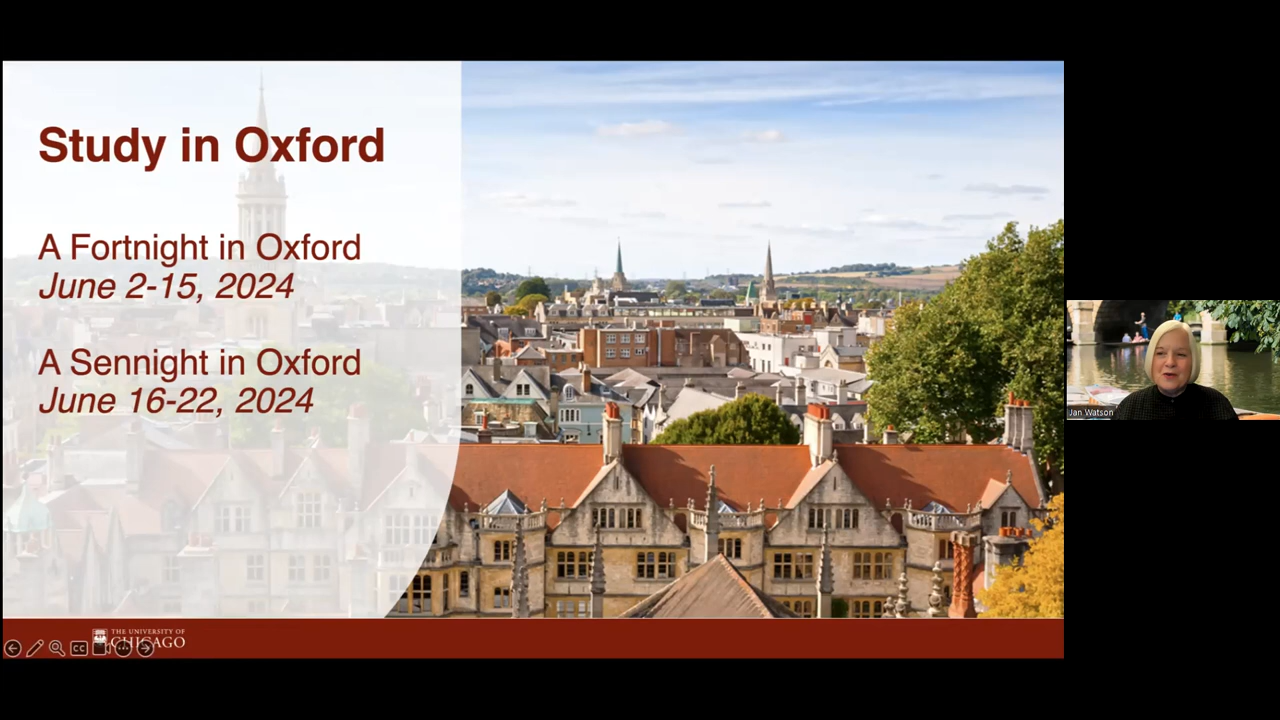 Study in Oxford
A Fortnight in Oxford
June 2-15, 2024
A Sennight in Oxford
June 16-22, 2024
Jan Watson
THE UNIVERSITY OF
CHICAGO
CC